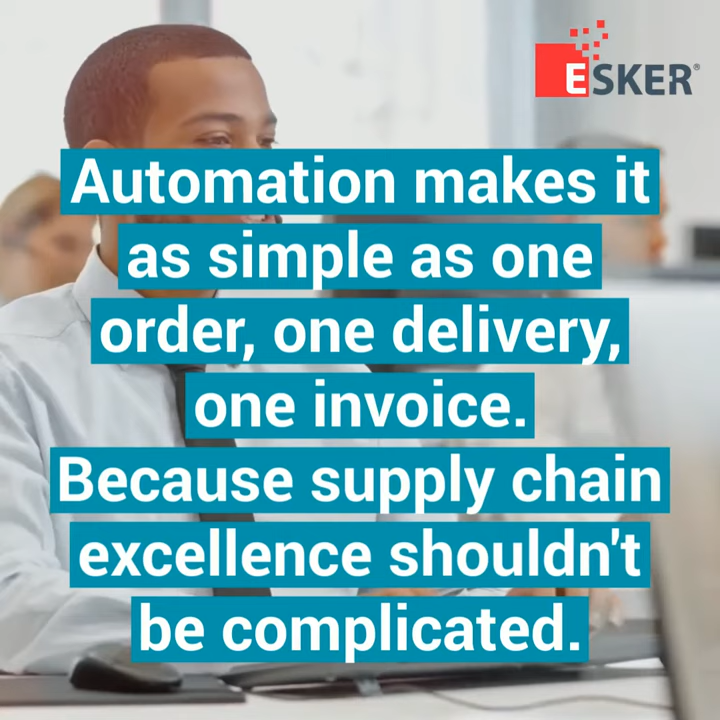 ESKER®
Automation makes it
as simple as one
order, one delivery,
one invoice.
Because supply chain
excellence shouldn't
be complicated.